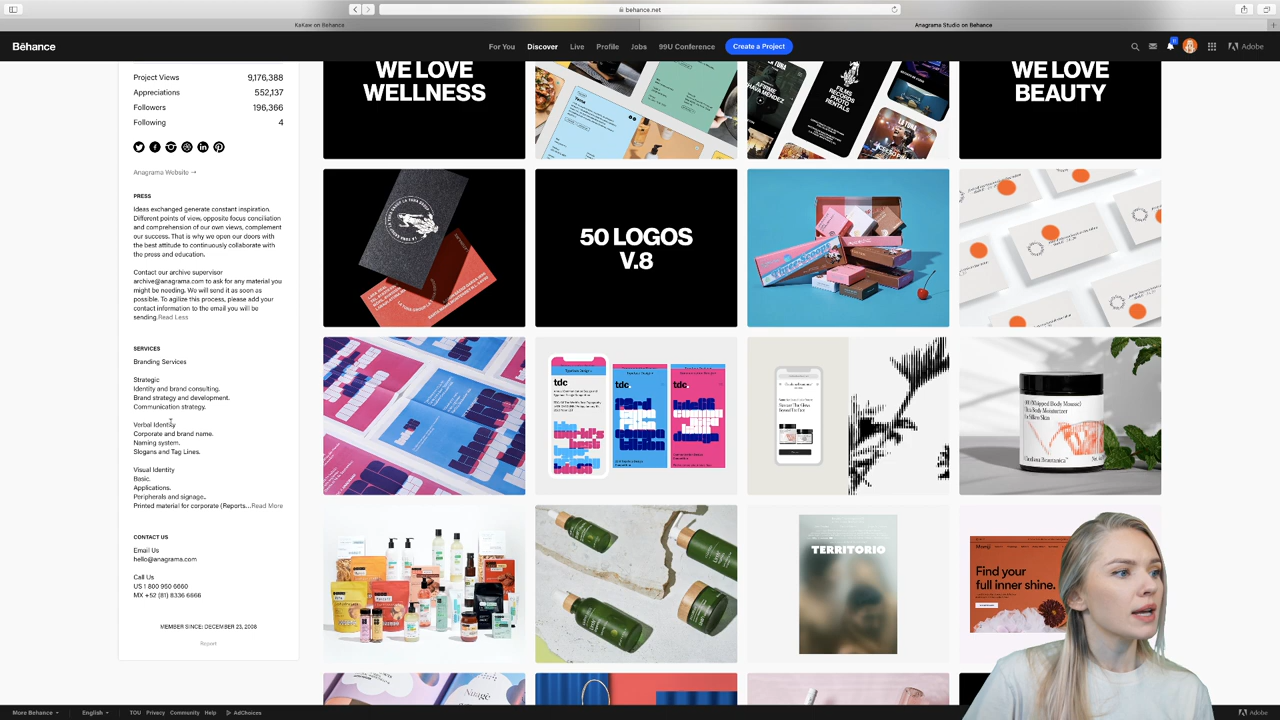 behance.net
KeKaw on Behance
Anagrama Studio on Behance
Bēhance
For You
Discover
Live
Profile
Jobs
99U Conference
Create a Project
Adobe
Project Views 9,176,388
Appreciations 552,137
Followers 196,366
Following 4
Anagrama Website →
PRESS
Ideas exchanged generate constant inspiration.
Different points of view, opposite focus conciliation
and comprehension of our own views, complement
our success. That is why we open our doors with
the best attitude to continuously collaborate with
the press and education.
Contact our archive supervisor
archive@anagrama.com to ask for any material you
might be needing. We will send it as soon as
possible. To agilize this process, please add your
contact information to the email you will be
sending.Read Less
SERVICES
Branding Services
Strategic
Identity and brand consulting.
Brand strategy and development.
Communication strategy.
Verbal Identity
Corporate and brand name.
Naming system.
Slogans and Tag Lines.
Visual Identity
Basic.
Applications.
Peripherals and signage.
Printed material for corporate (Reports...Read More
CONTACT US
Email Us
hello@anagrama.com
Call Us
US 1 800 950 6660
MX +52 (81) 8336 6666
MEMBER SINCE: DECEMBER 23, 2008
Report
WE LOVE
WELLNESS
WE LOVE
BEAUTY
50 LOGOS
V.8
tdc
tdc.
tdc.
TERRITORIO
Find your
full inner shine.
More Behance
English
TOU
Privacy
Community
Help
AdChoices
Adobe